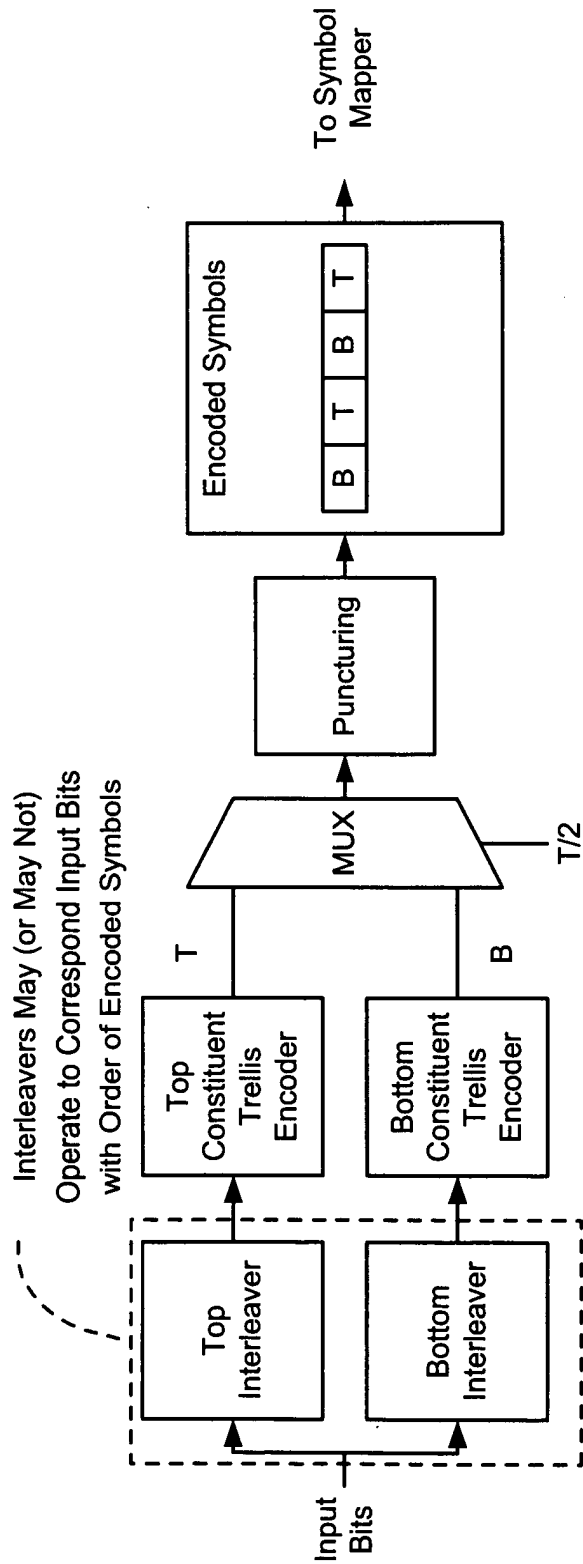 Interleavers May (or May Not)
Operate to Correspond Input Bits
with Order of Encoded Symbols
Input
Bits
Top
Interleaver
Bottom
Interleaver
Top
Constituent
Trellis
Encoder
Bottom
Constituent
Trellis
Encoder
T
B
MUX
T/2
Puncturing
Encoded Symbols
B T B T
To Symbol
Mapper